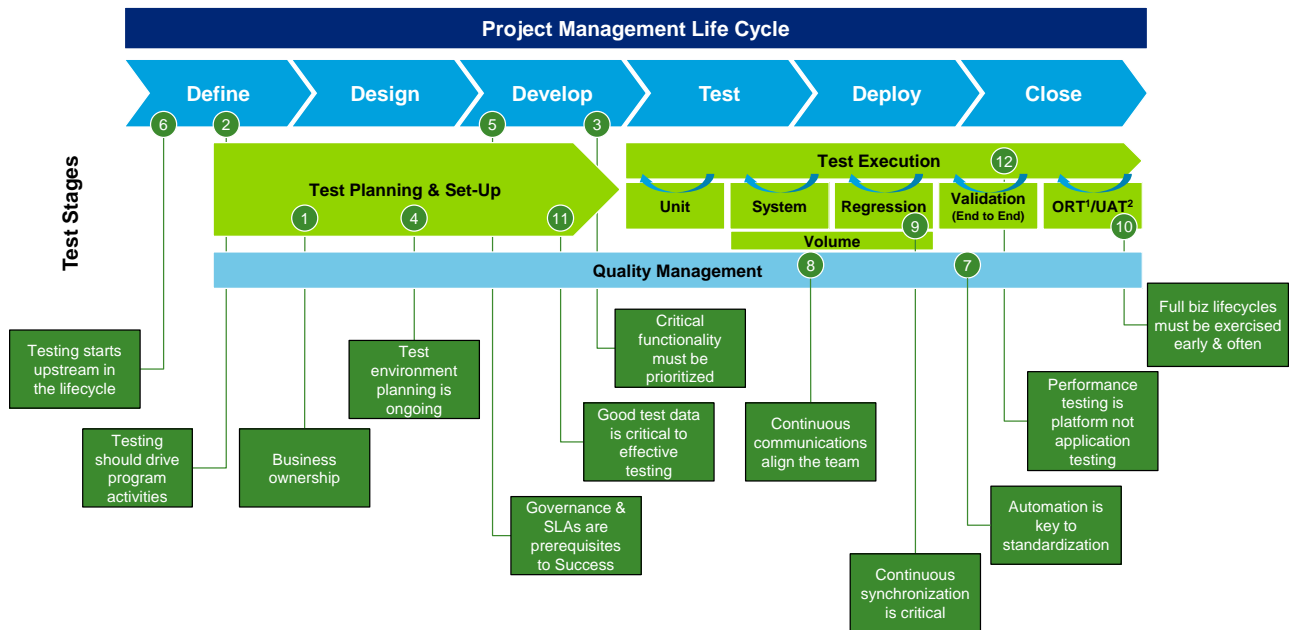 Project Management Life Cycle
Define
Design
Develop
Test
Deploy
Close
6
2
5
3
Test Stages
Test Planning & Set-Up
1
4
11
Test Execution
12
Unit
System
Regression
9
Validation
(End to End)
ORT¹/UAT²
10
Volume
Quality Management
8
7
Testing starts
upstream in
the lifecycle
Testing
should drive
program
activities
Business
ownership
Test
environment
planning is
ongoing
Governance &
SLAs are
prerequisites
to Success
Good test data
is critical to
effective
testing
Critical
functionality
must be
prioritized
Continuous
communications
align the team
Continuous
synchronization
is critical
Automation is
key to
standardization
Performance
testing is
platform not
application
testing
Full biz lifecycles
must be exercised
early & often